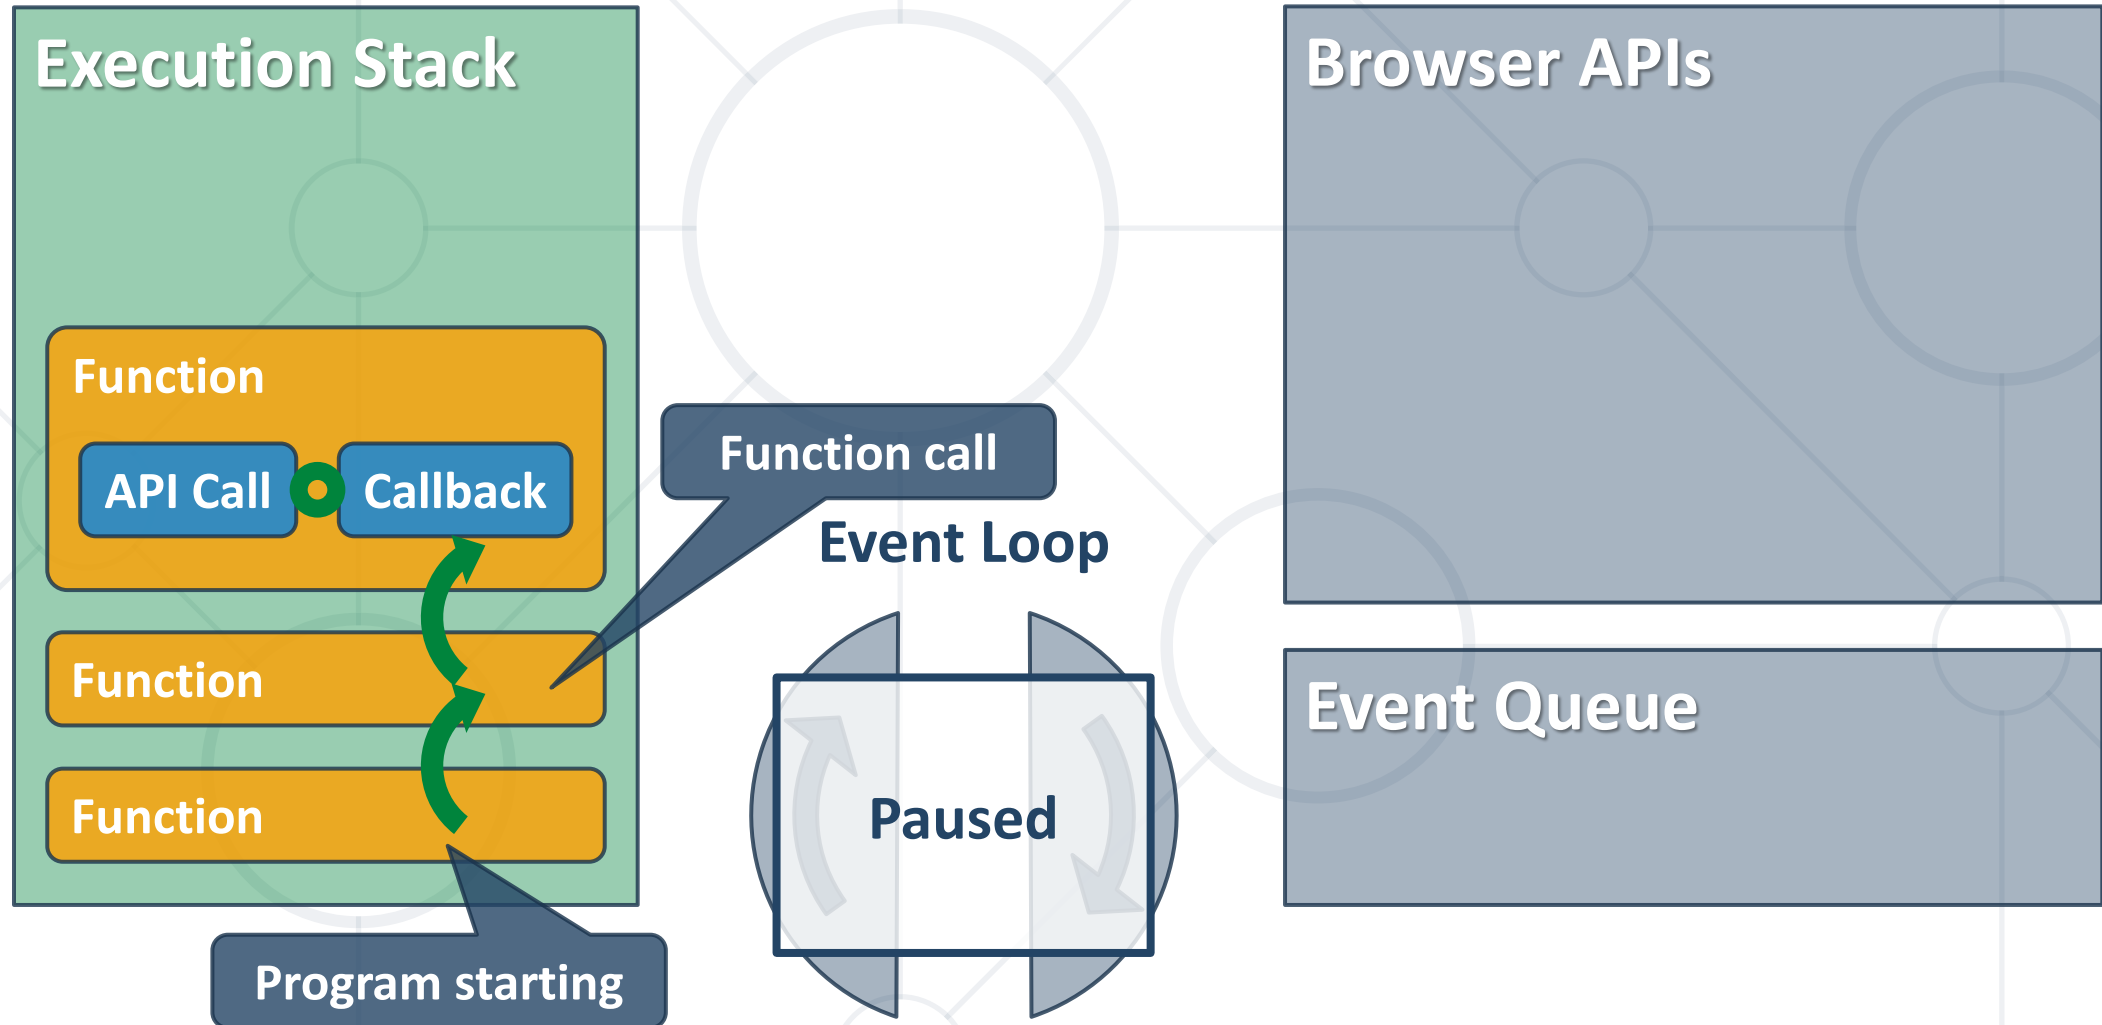 Execution Stack
Function
API Call
Callback
Function
Function
Program starting
Function call
Event Loop
Paused
Browser APIs
Event Queue